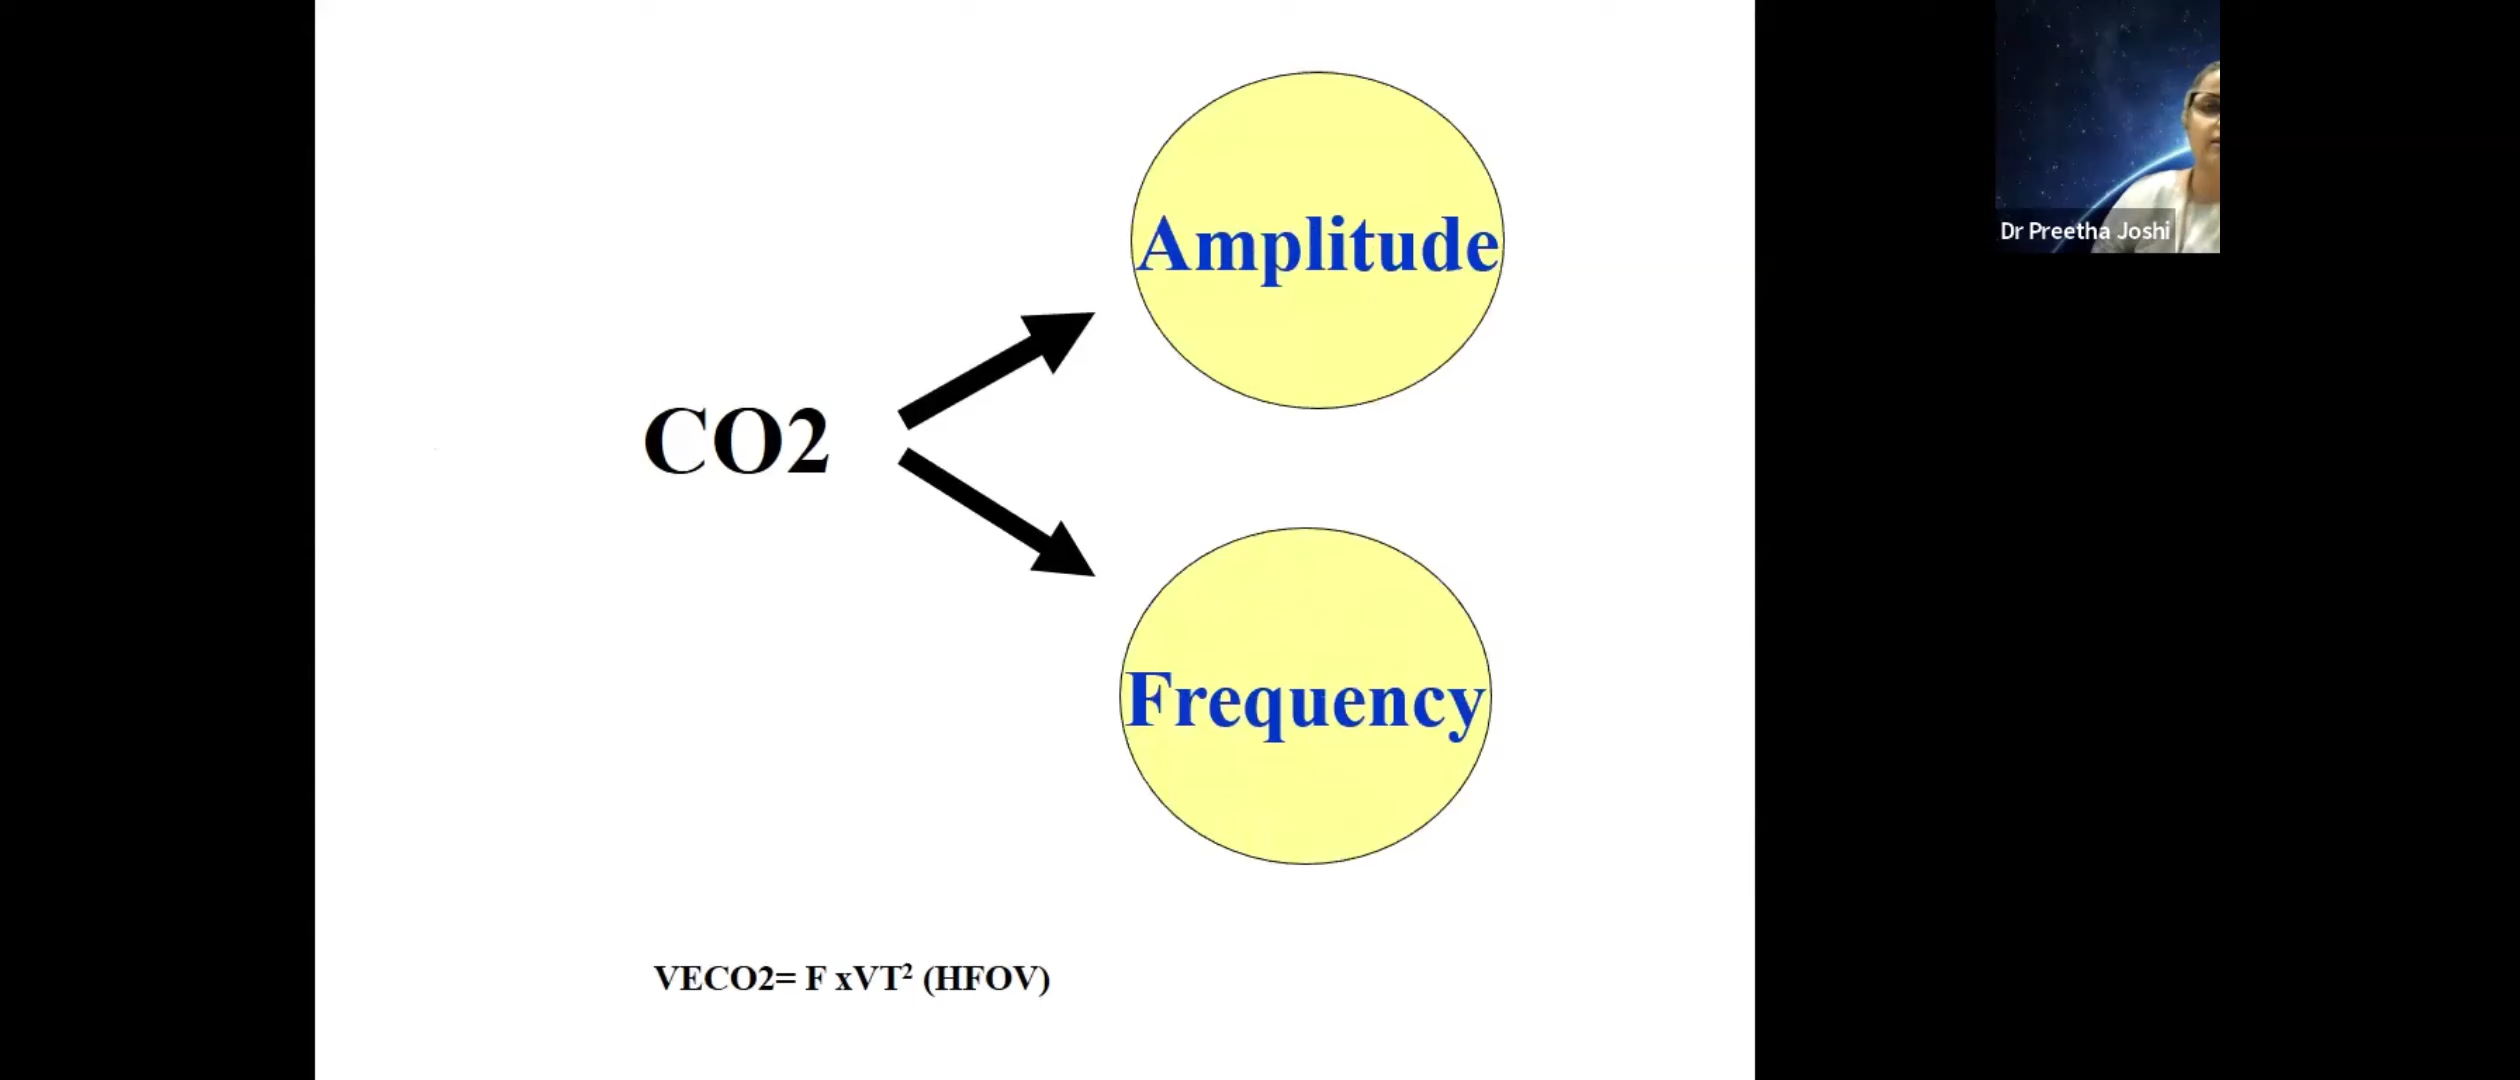 Amplitude
Dr Preetha Joshi
CO2
Frequency
VECO2= F xVT² (HFOV)